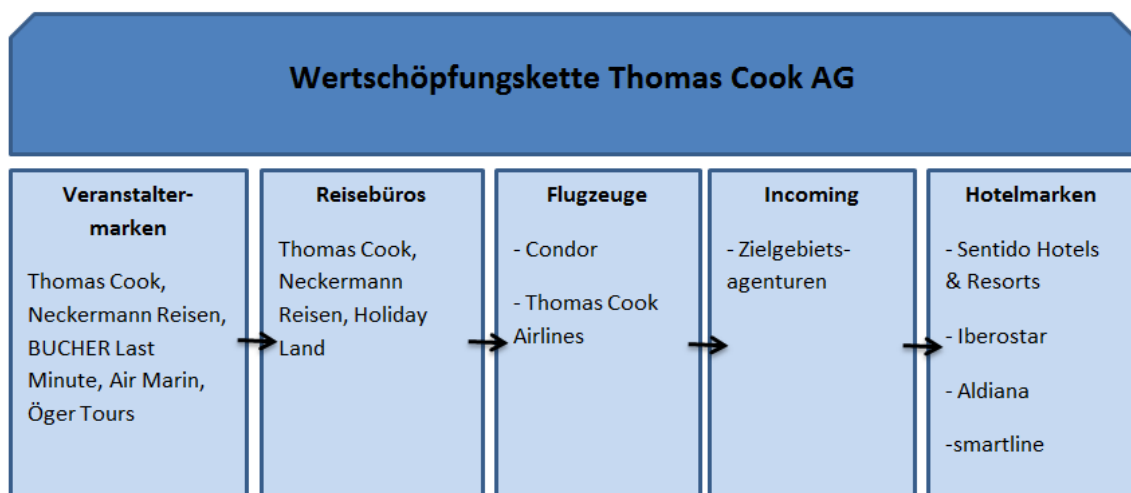 Wertschöpfungskette Thomas Cook AG
Veranstalter-
marken
Thomas Cook,
Neckermann Reisen,
BUCHER Last
Minute, Air Marin,
Öger Tours
Reisebüros
Thomas Cook,
Neckermann
Reisen, Holiday
Land
Flugzeuge
- Condor
- Thomas Cook
Airlines
Incoming
- Zielgebiets-
agenturen
Hotelmarken
- Sentido Hotels
& Resorts
- Iberostar
- Aldiana
-smartline